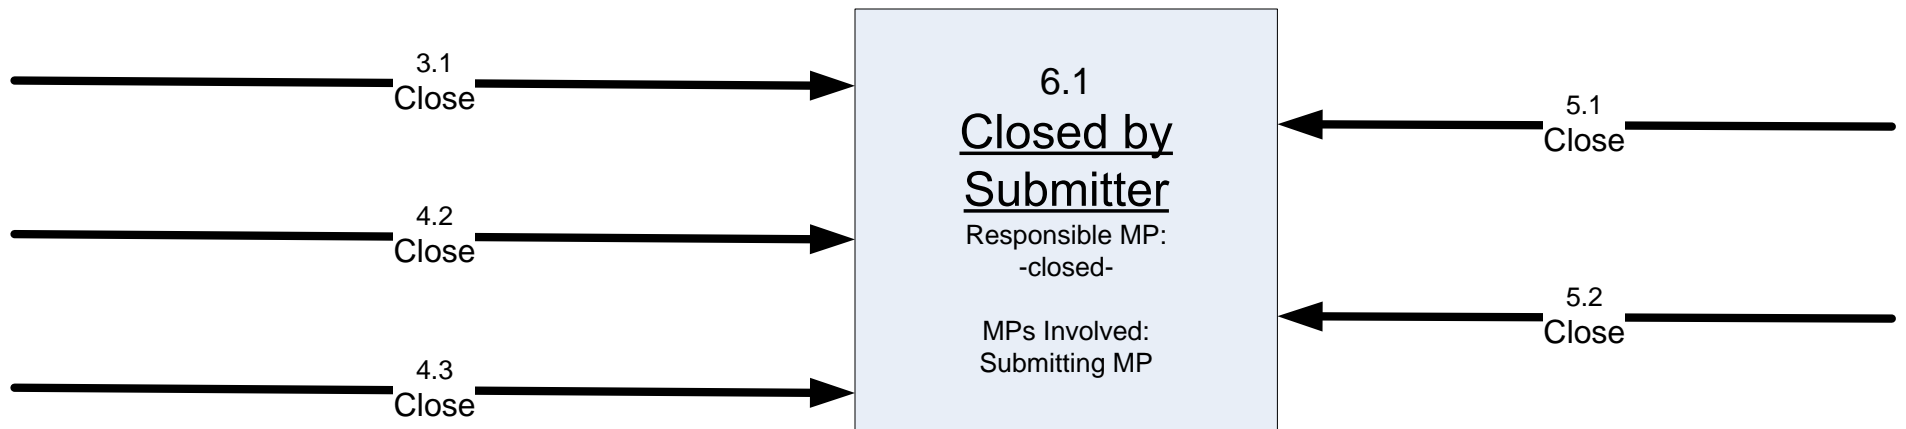 3.1
Close
4.2
Close
4.3
Close
6.1
Closed by
Submitter
Responsible MP:
-closed-
MPs Involved:
Submitting MP
5.1
Close
5.2
Close